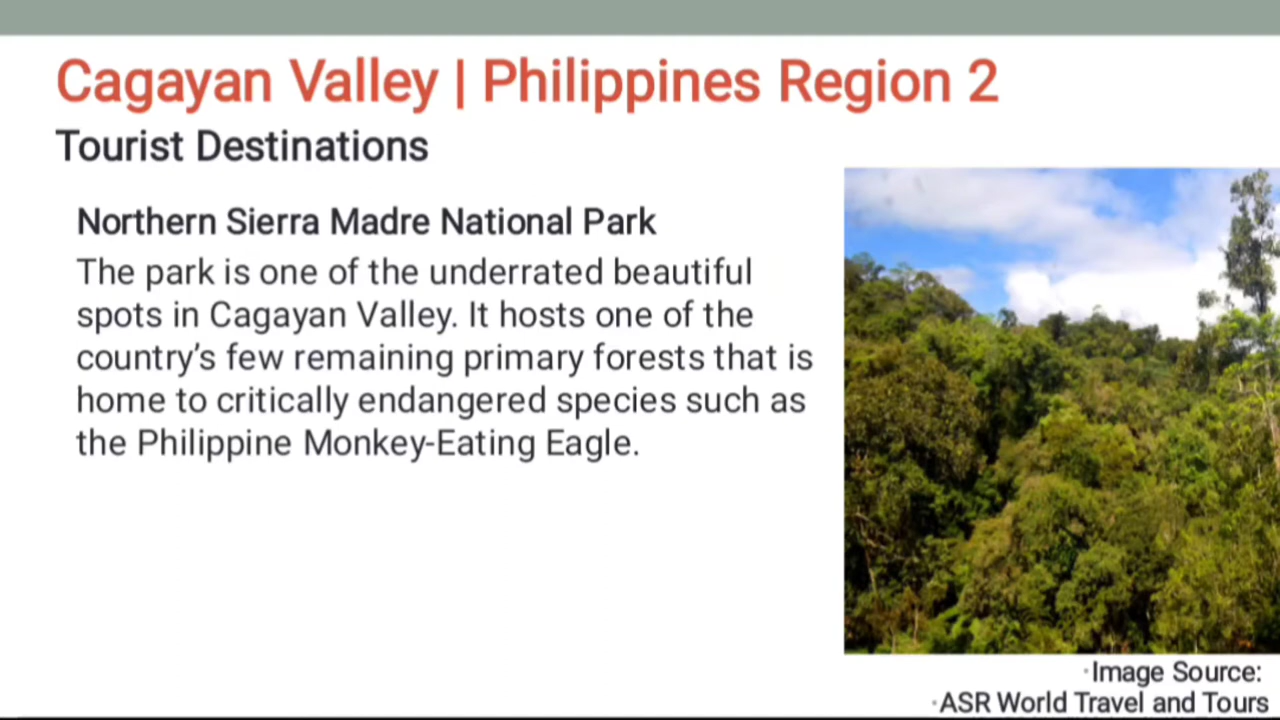 Cagayan Valley | Philippines Region 2
Tourist Destinations
Northern Sierra Madre National Park
The park is one of the underrated beautiful
spots in Cagayan Valley. It hosts one of the
country's few remaining primary forests that is
home to critically endangered species such as
the Philippine Monkey-Eating Eagle.
•Image Source:
•ASR World Travel and Tours